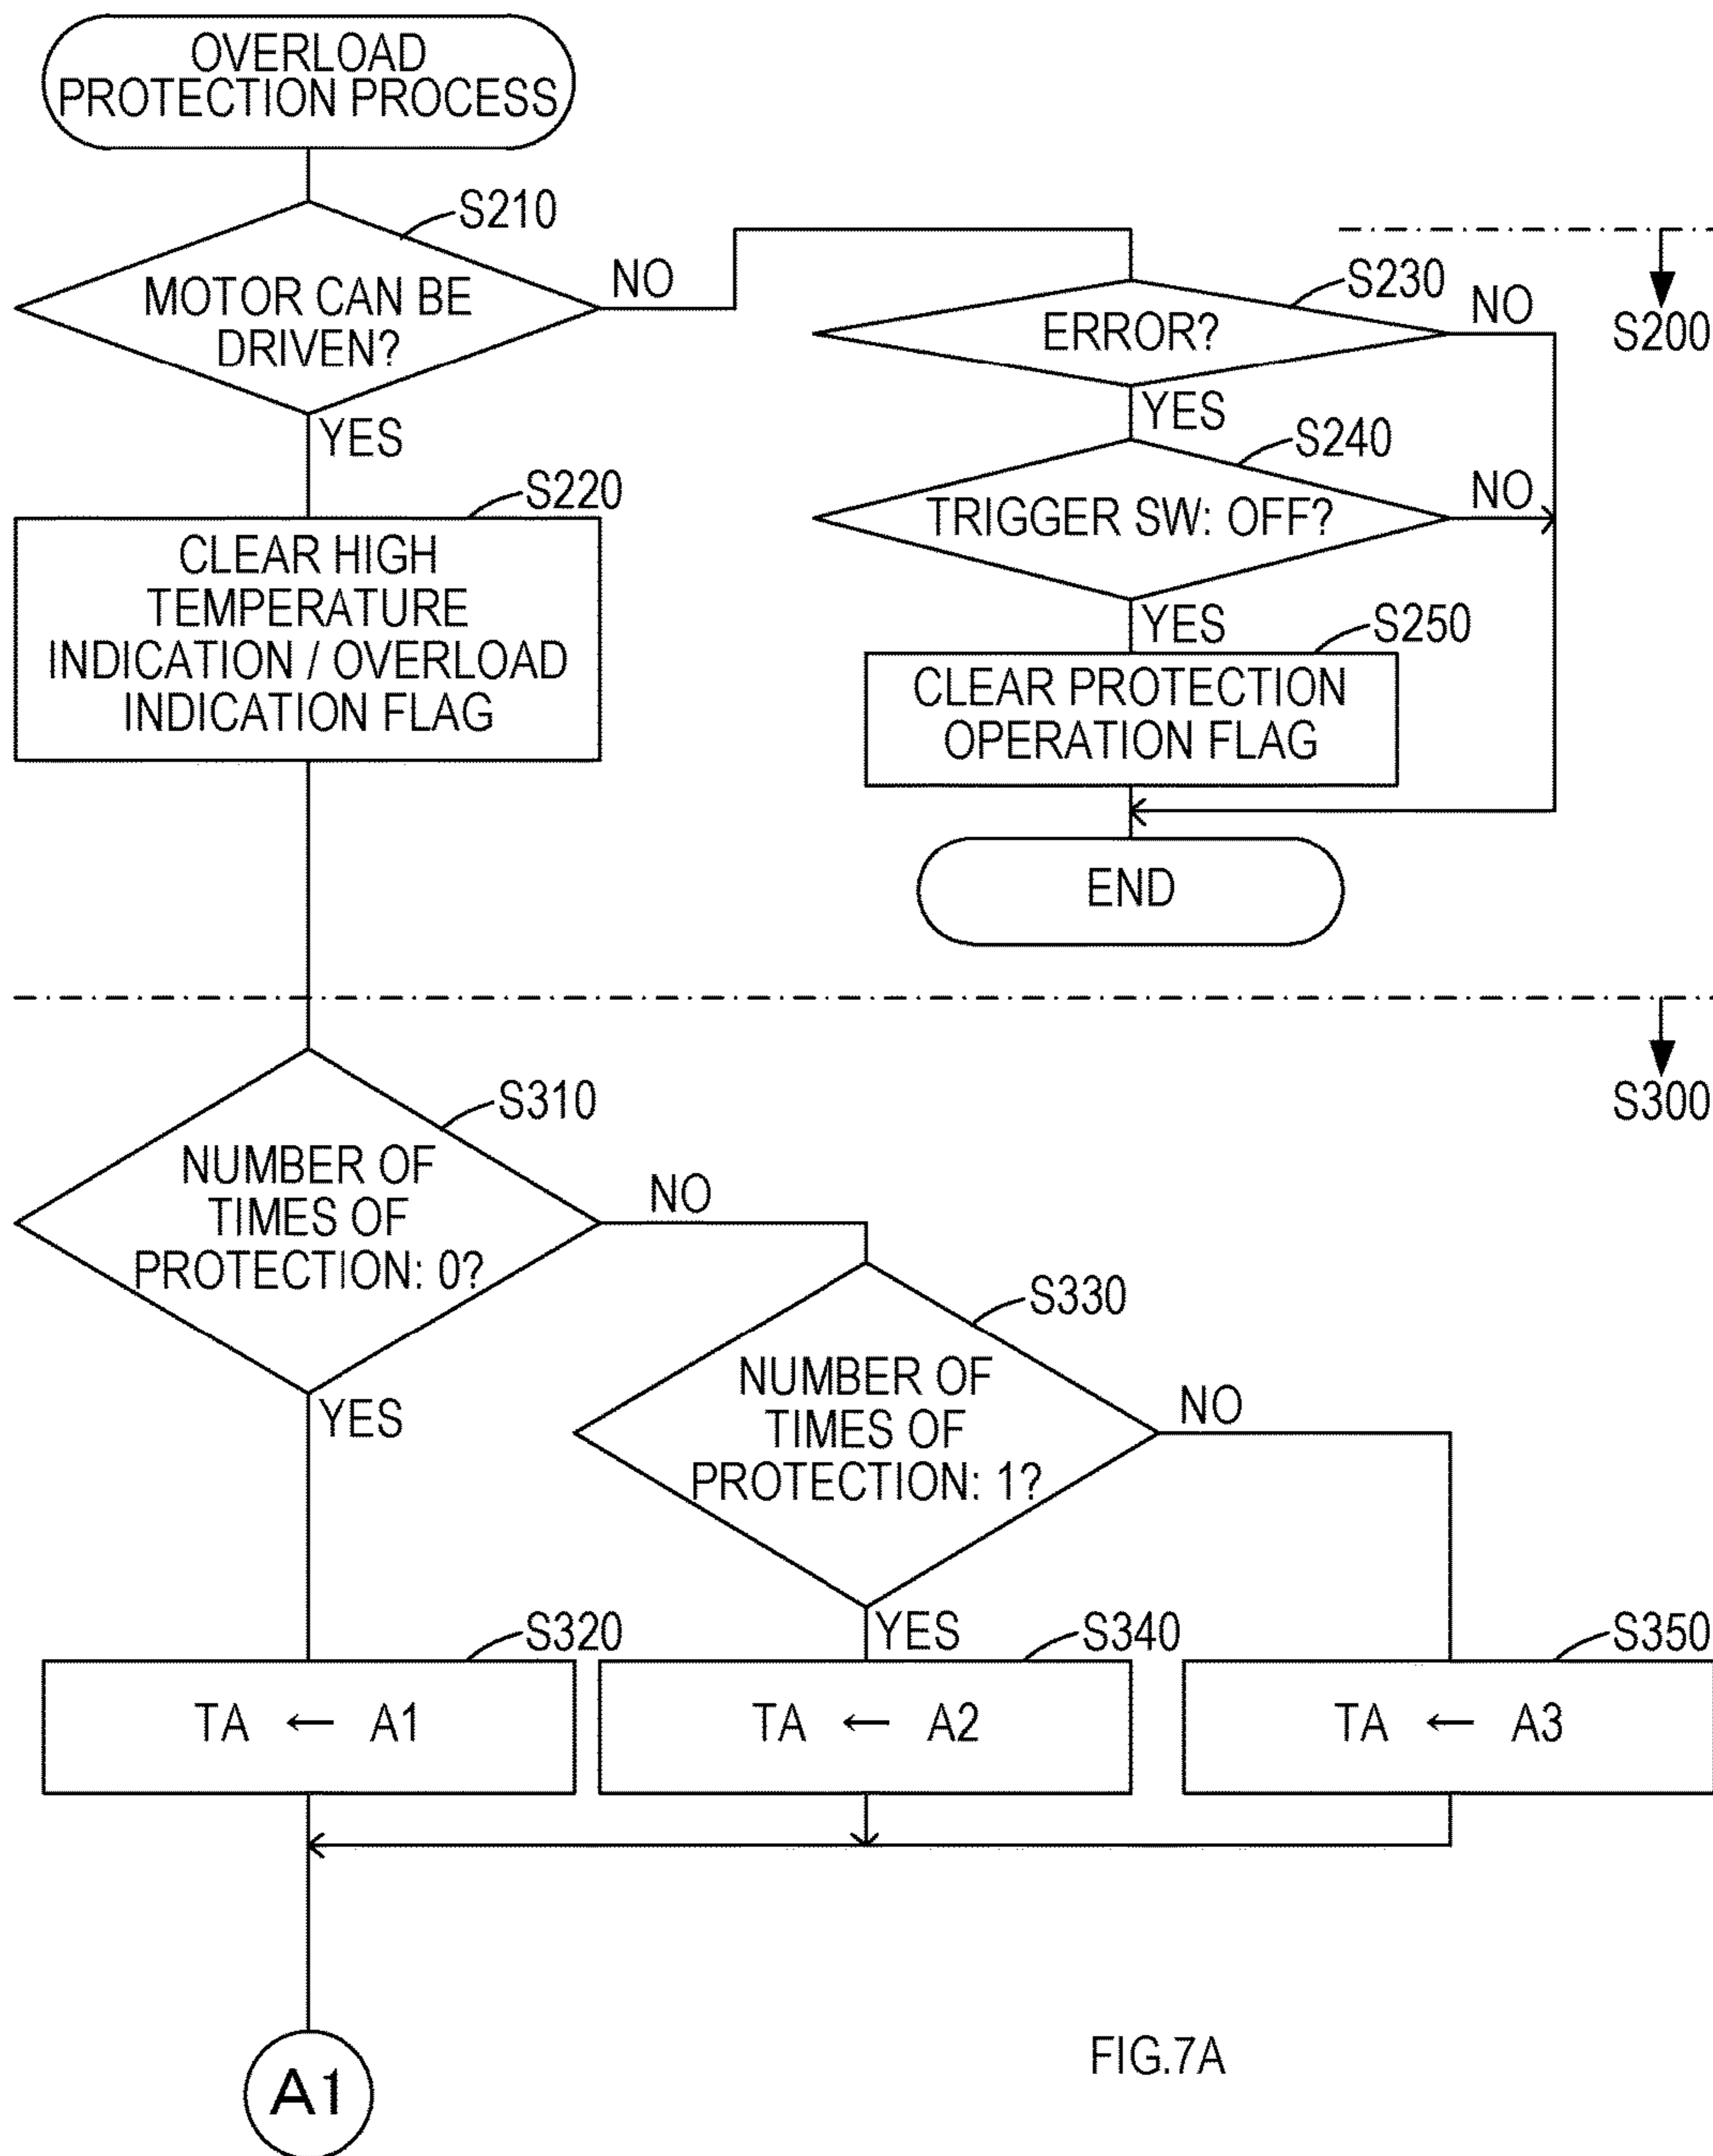 OVERLOAD
PROTECTION PROCESS
S210
MOTOR CAN BE
DRIVEN?
NO
YES
S220
CLEAR HIGH
TEMPERATURE
INDICATION / OVERLOAD
INDICATION FLAG
S230
ERROR?
NO
S200
YES
S240
TRIGGER SW: OFF?
NO
YES
S250
CLEAR PROTECTION
OPERATION FLAG
END
S300
S310
NUMBER OF
TIMES OF
PROTECTION: 0?
NO
YES
S330
NUMBER OF
TIMES OF
PROTECTION: 1?
NO
YES
S320
TA ← A1
S340
TA ← A2
S350
TA ← A3
A1
FIG.7A